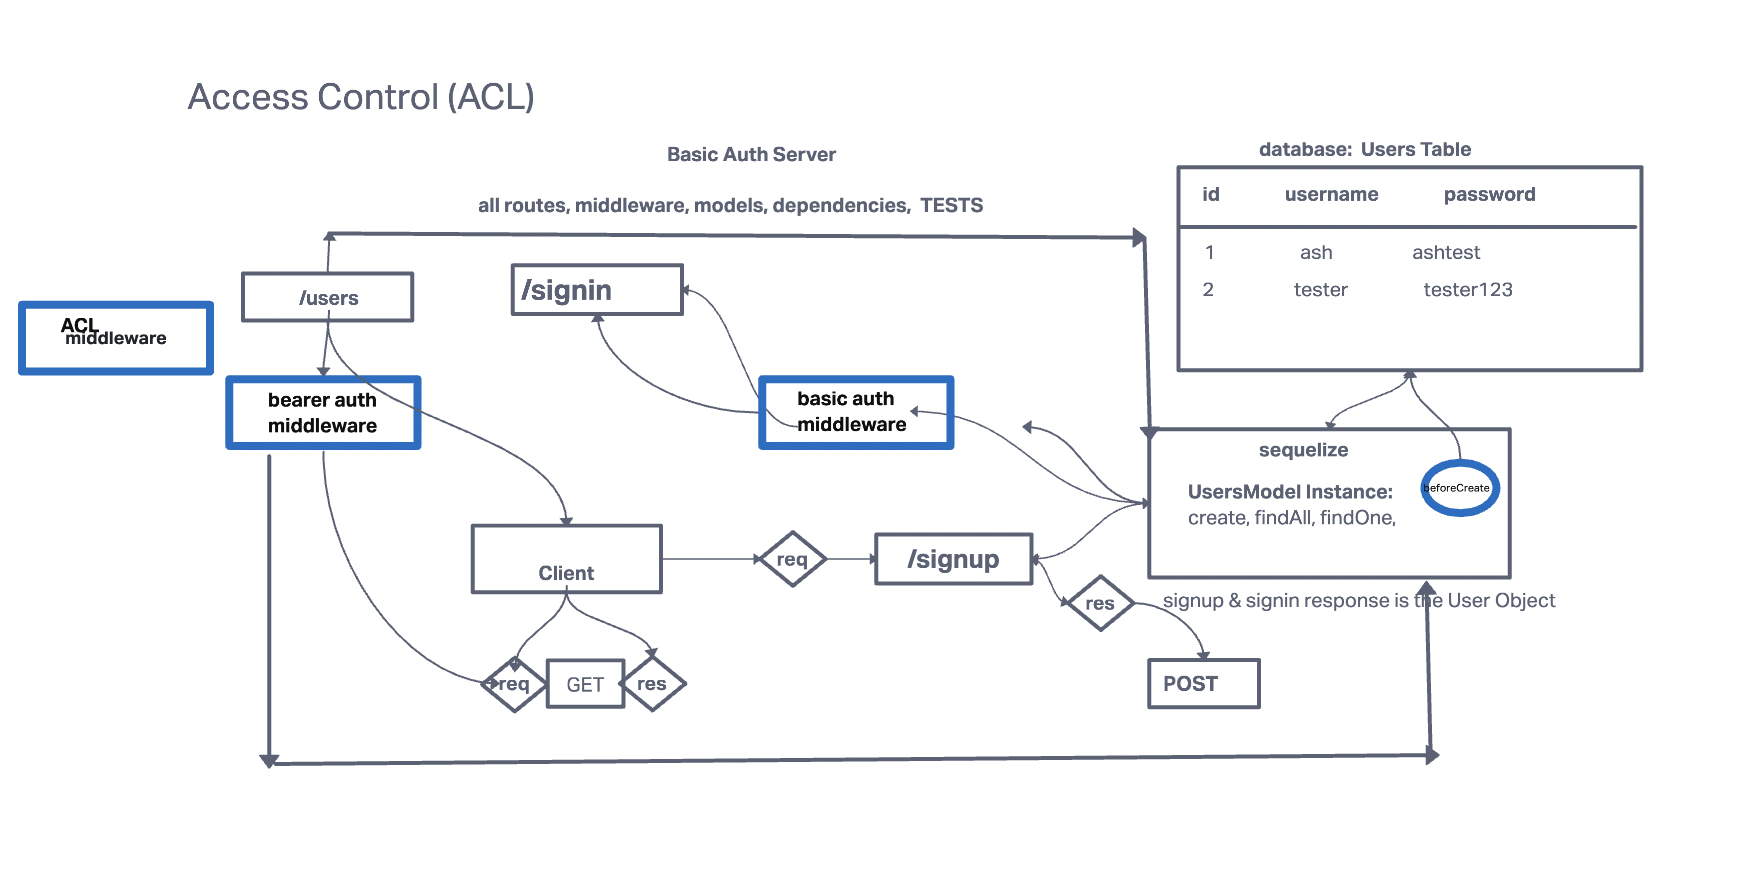 Access Control (ACL)
Basic Auth Server
database: Users Table
all routes, middleware, models, dependencies, TESTS
id username password
1 ash ashtest
2 tester tester123
/users
/signin
ACL
middleware
bearer auth
middleware
basic auth
middleware
sequelize
UsersModel Instance:
create, findAll, findOne,
beforeCreate
Client
req
/signup
res
signup & signin response is the User Object
req
GET
res
POST